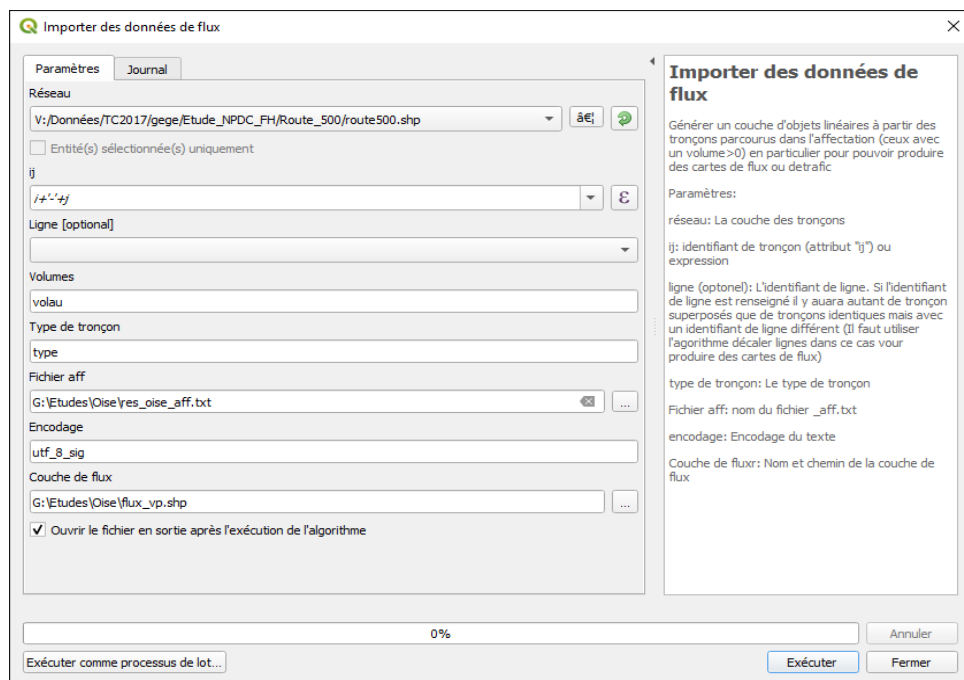 Importer des données de flux
Paramètres
Journal
Réseau
V:/Données/TC2017/gege/Etude_NPDC_FH/Route_500/route500.shp
â€¦
Entité(s) sélectionnée(s) uniquement
ij
i+'-'+j
ε
Ligne [optional]
Volumes
volau
Type de tronçon
type
Fichier aff
G:\Etudes\Oise\res_oise_aff.txt
...
Encodage
utf_8_sig
Couche de flux
G:\Etudes\Oise\flux_vp.shp
...
Ouvrir le fichier en sortie après l'exécution de l'algorithme
Importer des données de
flux
Générer un couche d'objets linéaires à partir des
tronçons parcourus dans l'affectation (ceux avec
un volume>0) en particulier pour pouvoir produire
des cartes de flux ou detrafic
Paramètres:
réseau: La couche des tronçons
ij: identifiant de tronçon (attribut "ij") ou
expression
ligne (optonel): L'identifiant de ligne. Si l'identifiant
de ligne est renseigné il y auara autant de tronçon
superposés que de tronçons identiques mais avec
un identifiant de ligne différent (Il faut utiliser
l'agorithme décaler lignes dans ce cas vour
produire des cartes de flux)
type de tronçon: Le type de tronçon
Fichier aff: nom du fichier _aff.txt
encodage: Encodage du texte
Couche de fluxr: Nom et chemin de la couche de
flux
0%
Annuler
Exécuter comme processus de lot...
Exécuter
Fermer